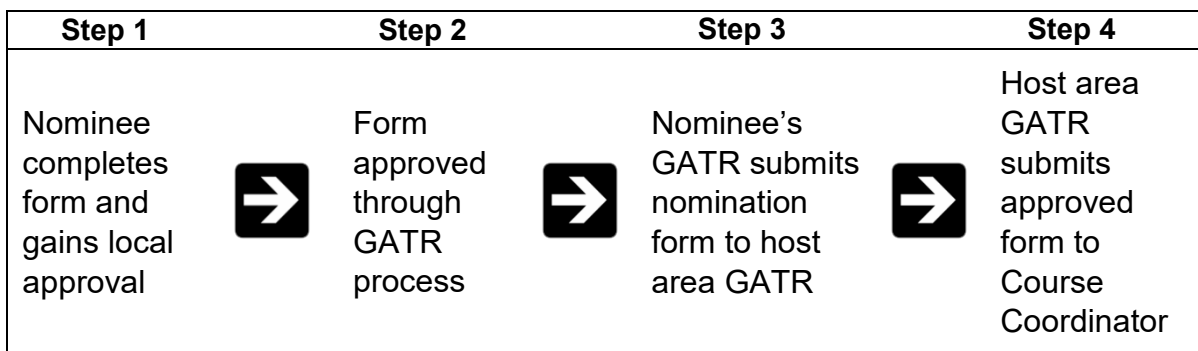 Step 1
Step 2
Step 3
Step 4
Nominee
completes
form and
gains local
approval
Form
approved
through
GATR
process
Nominee’s
GATR submits
nomination
form to host
area GATR
Host area
GATR
submits
approved
form to
Course
Coordinator